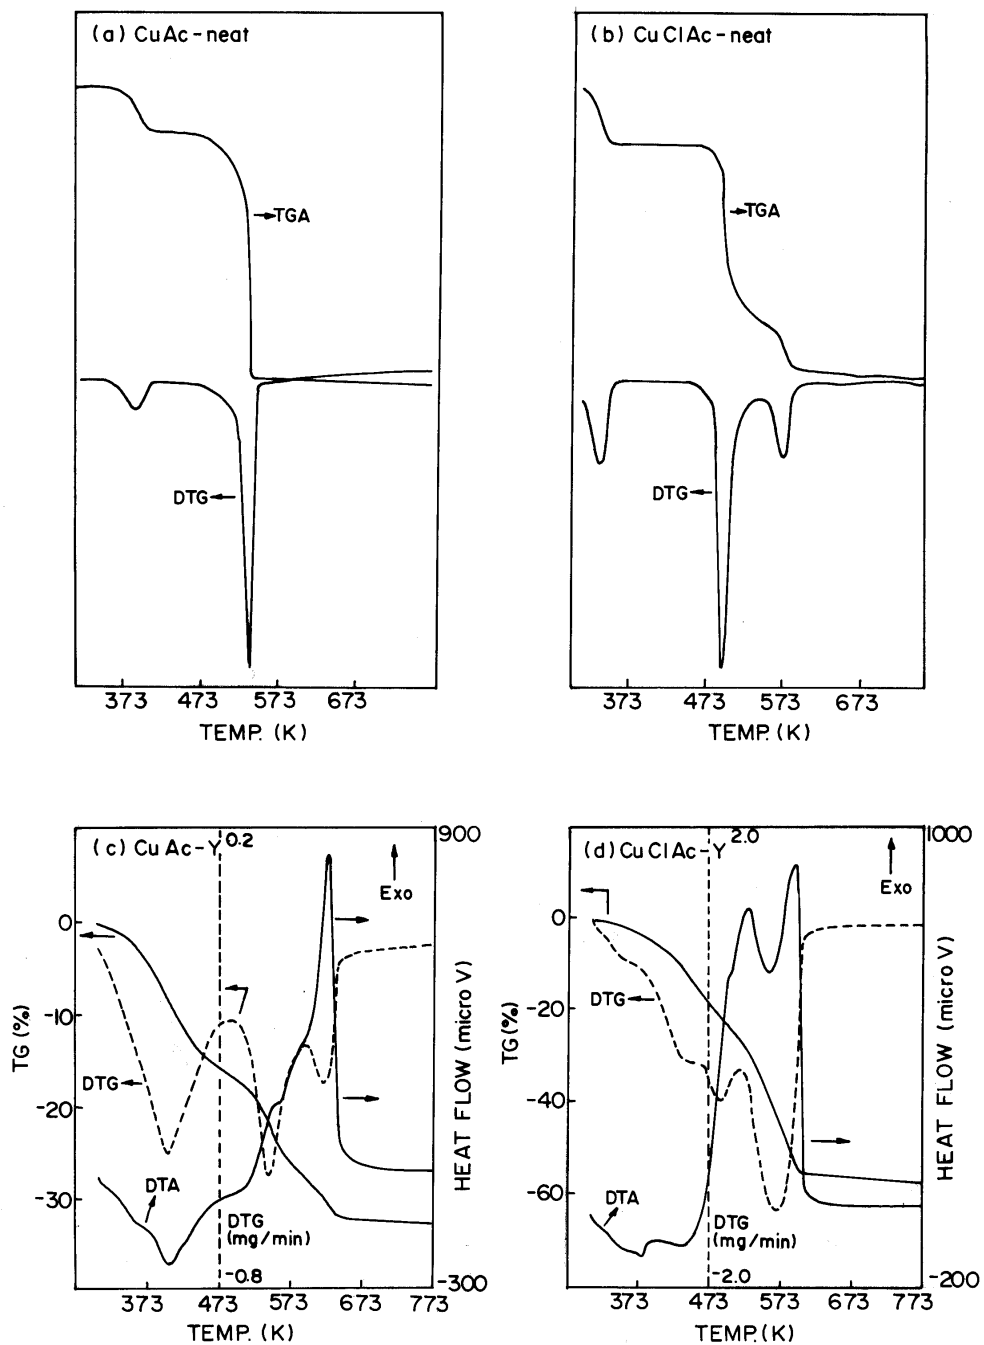 (a) CuAc-neat
TGA
DTG
373 473 573 673
TEMP. (K)
(b) CuClAc-neat
TGA
DTG
373 473 573 673
TEMP. (K)
(c) CuAc-Y
0.2
900
Exo
0
-10
-20
-30
TG (%)
DTG
DTA
DTG
(mg/min)
-0.8
-300
HEAT FLOW (micro V)
373 473 573 673 773
TEMP. (K)
(d) CuClAc-Y
2.0
1000
Exo
0
-20
-40
-60
TG (%)
DTG
DTA
DTG
(mg/min)
-2.0
-200
HEAT FLOW (micro V)
373 473 573 673 773
TEMP. (K)